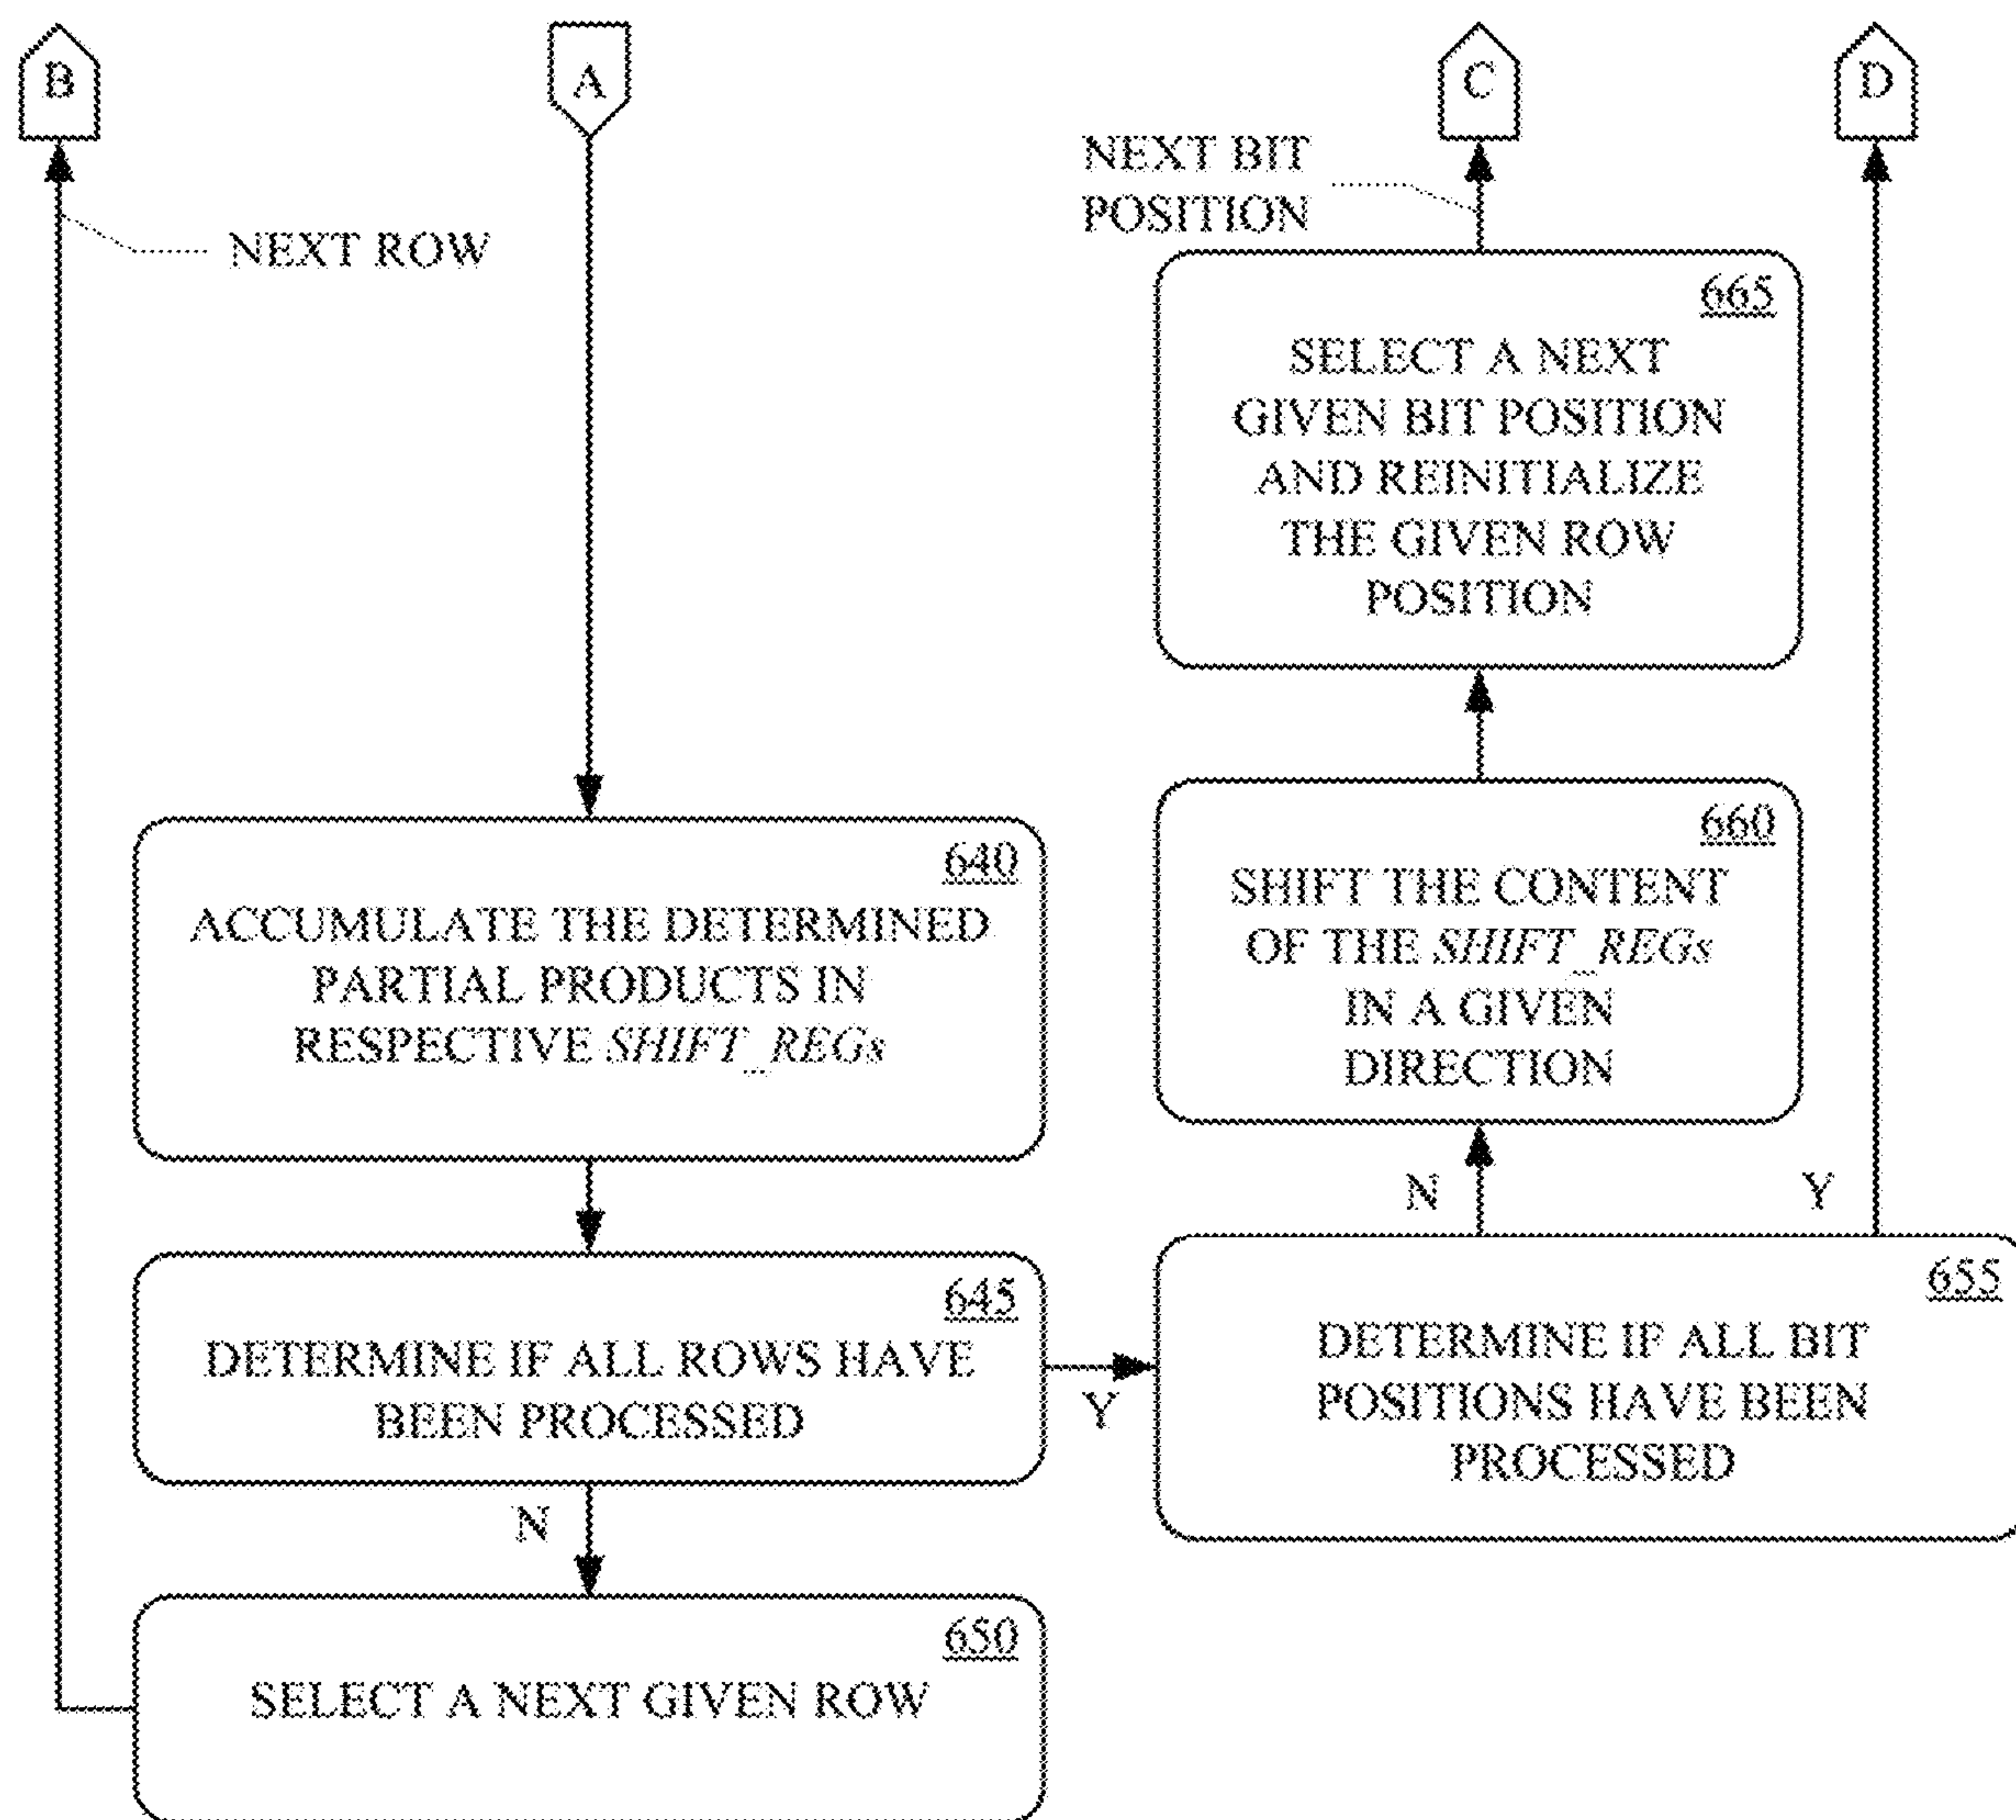 B
A
C
D
NEXT ROW
NEXT BIT
POSITION
665
SELECT A NEXT
GIVEN BIT POSITION
AND REINITIALIZE
THE GIVEN ROW
POSITION
640
ACCUMULATE THE DETERMINED
PARTIAL PRODUCTS IN
RESPECTIVE SHIFT_REGs
660
SHIFT THE CONTENT
OF THE SHIFT_REGs
IN A GIVEN
DIRECTION
N
Y
645
DETERMINE IF ALL ROWS HAVE
BEEN PROCESSED
Y
655
DETERMINE IF ALL BIT
POSITIONS HAVE BEEN
PROCESSED
N
650
SELECT A NEXT GIVEN ROW